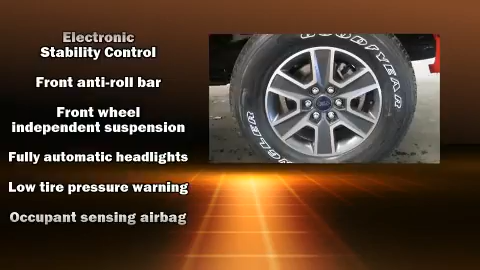 Electronic
Stability Control
Front anti-roll bar
Front wheel
independent suspension
Fully automatic headlights
Low tire pressure warning
Occupant sensing airbag
GOODYEAR